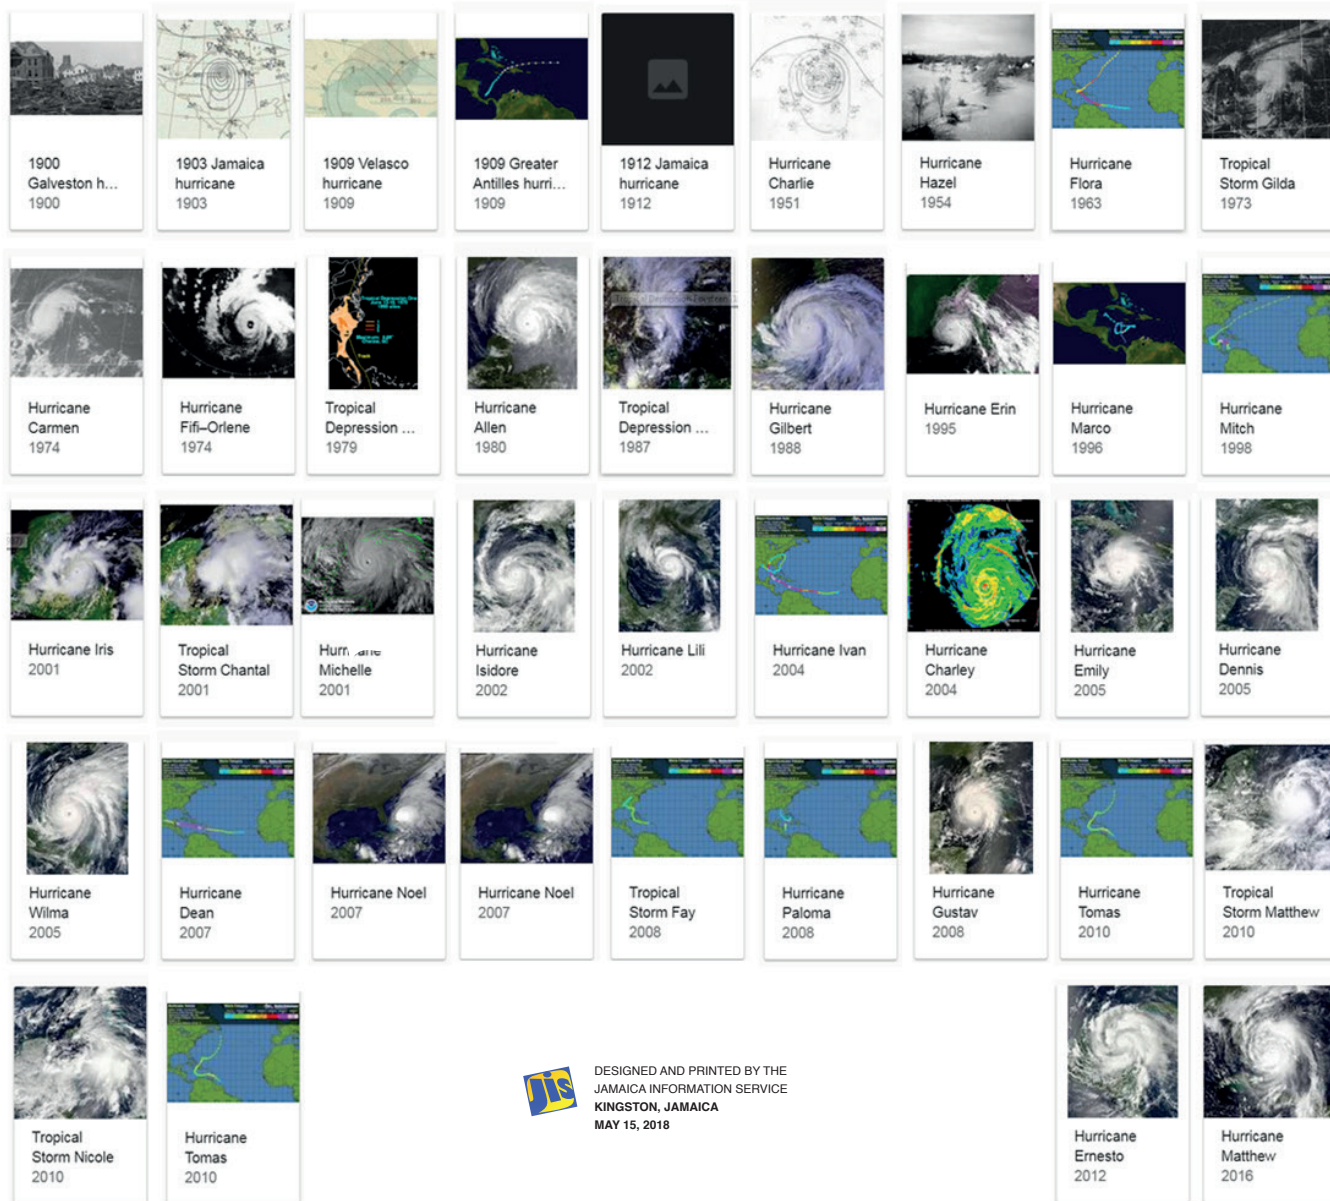 1900
Galveston h...
1900
1903 Jamaica
hurricane
1903
1909 Velasco
hurricane
1909
1909 Greater
Antilles hurri...
1909
1912 Jamaica
hurricane
1912
Hurricane
Charlie
1951
Hurricane
Hazel
1954
Hurricane
Flora
1963
Tropical
Storm Gilda
1973
Hurricane
Carmen
1974
Hurricane
Fifi–Orlene
1974
Tropical
Depression ...
1979
Hurricane
Allen
1980
Tropical
Depression ...
1987
Hurricane
Gilbert
1988
Hurricane Erin
1995
Hurricane
Marco
1996
Hurricane
Mitch
1998
Hurricane Iris
2001
Tropical
Storm Chantal
2001
Hurricane
Michelle
2001
Hurricane
Isidore
2002
Hurricane Lili
2002
Hurricane Ivan
2004
Hurricane
Charley
2004
Hurricane
Emily
2005
Hurricane
Dennis
2005
Hurricane
Wilma
2005
Hurricane
Dean
2007
Hurricane Noel
2007
Hurricane Noel
2007
Tropical
Storm Fay
2008
Hurricane
Paloma
2008
Hurricane
Gustav
2008
Hurricane
Tomas
2010
Tropical
Storm Matthew
2010
Tropical
Storm Nicole
2010
Hurricane
Tomas
2010
jis
DESIGNED AND PRINTED BY THE
JAMAICA INFORMATION SERVICE
KINGSTON, JAMAICA
MAY 15, 2018
Hurricane
Ernesto
2012
Hurricane
Matthew
2016